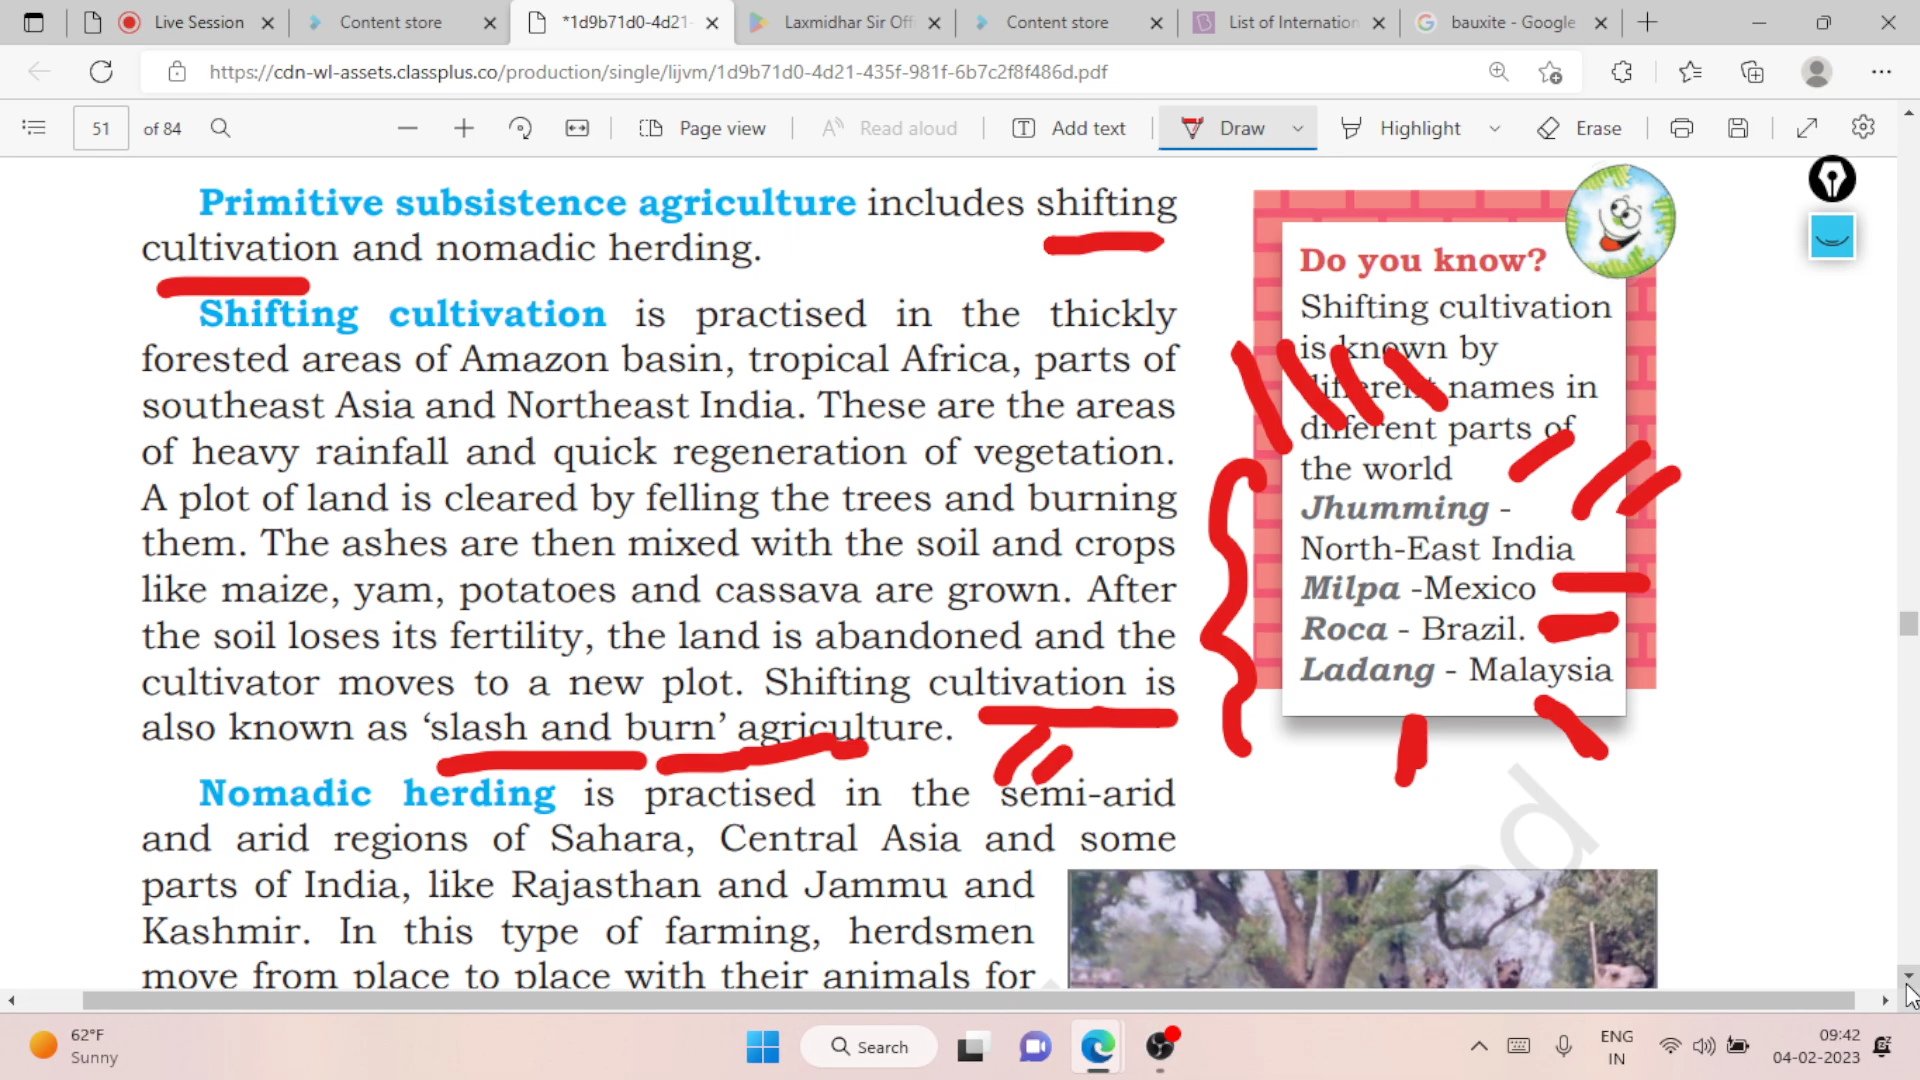 Live Session
Content store
*1d9b71d0-4d21-
Laxmidhar Sir Off
Content store
List of Internation
bauxite - Google
https://cdn-wl-assets.classplus.co/production/single/lijvm/1d9b71d0-4d21-435f-981f-6b7c2f8f486d.pdf
51 of 84
Page view
Read aloud
Add text
Draw
Highlight
Erase
Primitive subsistence agriculture includes shifting
cultivation and nomadic herding.
Shifting cultivation is practised in the thickly
forested areas of Amazon basin, tropical Africa, parts of
southeast Asia and Northeast India. These are the areas
of heavy rainfall and quick regeneration of vegetation.
A plot of land is cleared by felling the trees and burning
them. The ashes are then mixed with the soil and crops
like maize, yam, potatoes and cassava are grown. After
the soil loses its fertility, the land is abandoned and the
cultivator moves to a new plot. Shifting cultivation is
also known as ‘slash and burn’ agriculture.
Nomadic herding is practised in the semi-arid
and arid regions of Sahara, Central Asia and some
parts of India, like Rajasthan and Jammu and
Kashmir. In this type of farming, herdsmen
move from place to place with their animals for
Do you know?
Shifting cultivation
is known by
different names in
different parts of
the world
Jhumming -
North-East India
Milpa -Mexico
Roca - Brazil.
Ladang - Malaysia
62°F
Sunny
Search
ENG
IN
09:42
04-02-2023